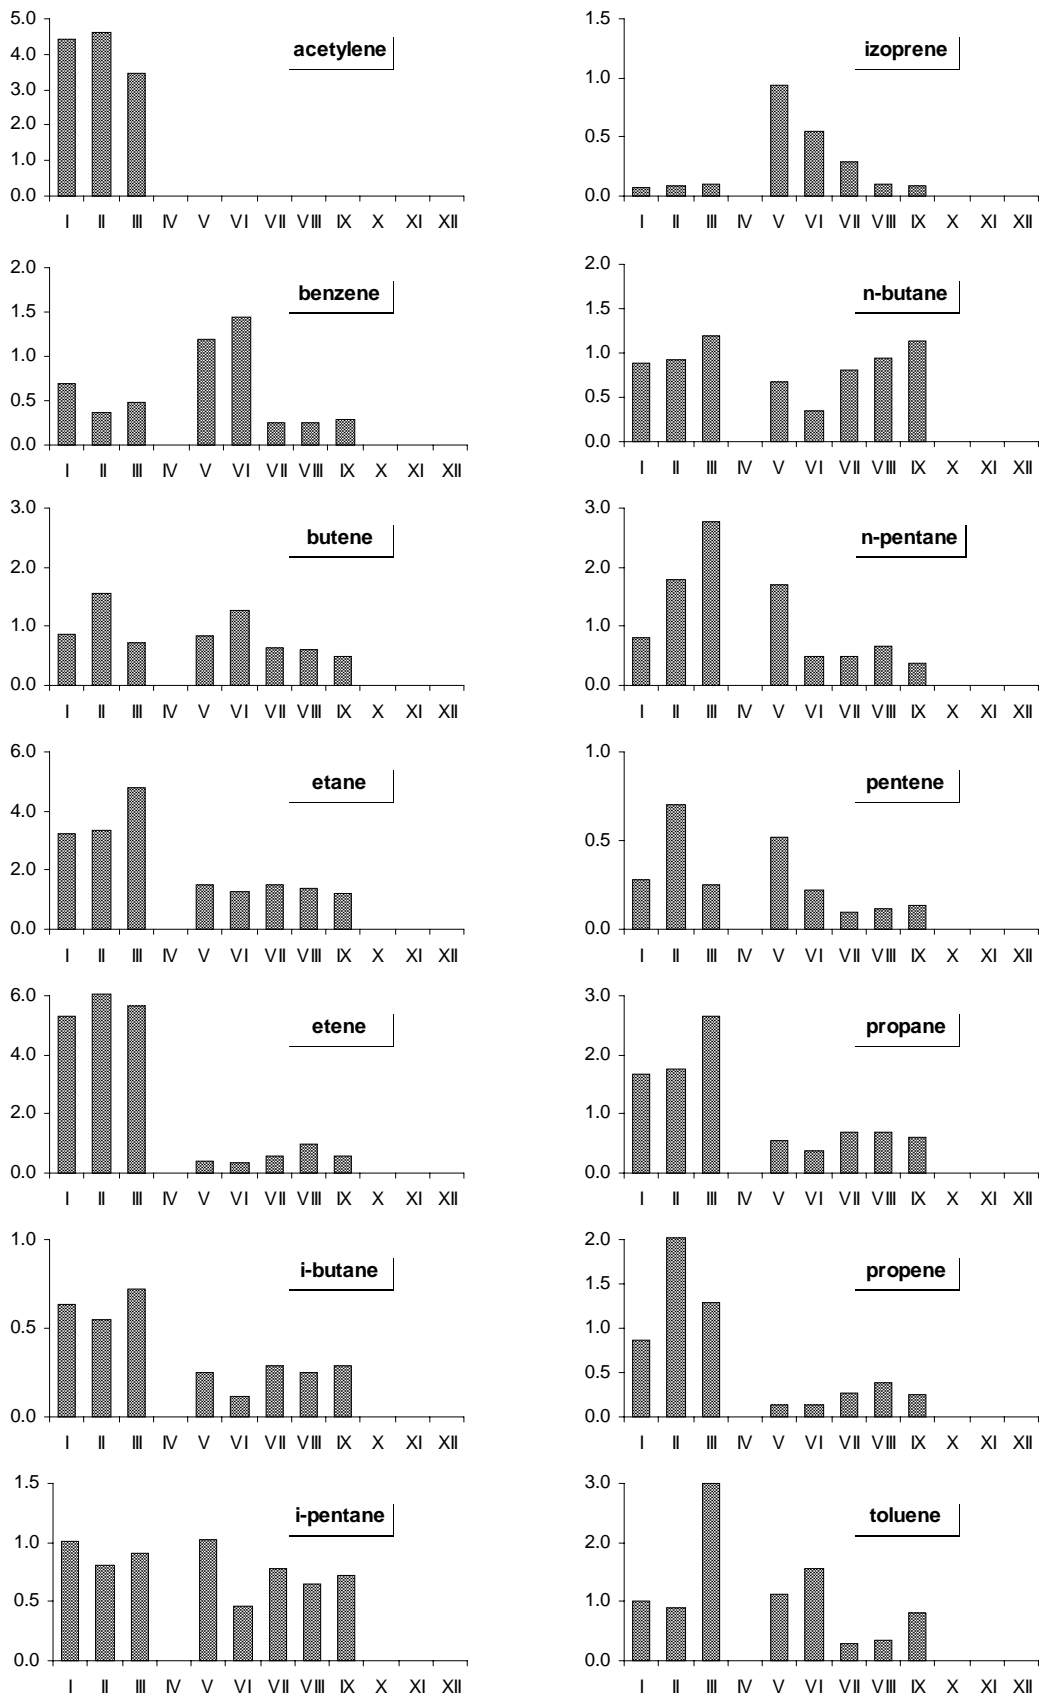 5.0
4.0
3.0
2.0
1.0
0.0
acetylene
I II III IV V VI VII VIII IX X XI XII
1.5
1.0
0.5
0.0
izoprene
I II III IV V VI VII VIII IX X XI XII
2.0
1.5
1.0
0.5
0.0
benzene
I II III IV V VI VII VIII IX X XI XII
2.0
1.5
1.0
0.5
0.0
n-butane
I II III IV V VI VII VIII IX X XI XII
3.0
2.0
1.0
0.0
butene
I II III IV V VI VII VIII IX X XI XII
3.0
2.0
1.0
0.0
n-pentane
I II III IV V VI VII VIII IX X XI XII
6.0
4.0
2.0
0.0
etane
I II III IV V VI VII VIII IX X XI XII
1.0
0.5
0.0
pentene
I II III IV V VI VII VIII IX X XI XII
6.0
4.0
2.0
0.0
etene
I II III IV V VI VII VIII IX X XI XII
3.0
2.0
1.0
0.0
propane
I II III IV V VI VII VIII IX X XI XII
1.0
0.5
0.0
i-butane
I II III IV V VI VII VIII IX X XI XII
2.0
1.5
1.0
0.5
0.0
propene
I II III IV V VI VII VIII IX X XI XII
1.5
1.0
0.5
0.0
i-pentane
I II III IV V VI VII VIII IX X XI XII
3.0
2.0
1.0
0.0
toluene
I II III IV V VI VII VIII IX X XI XII